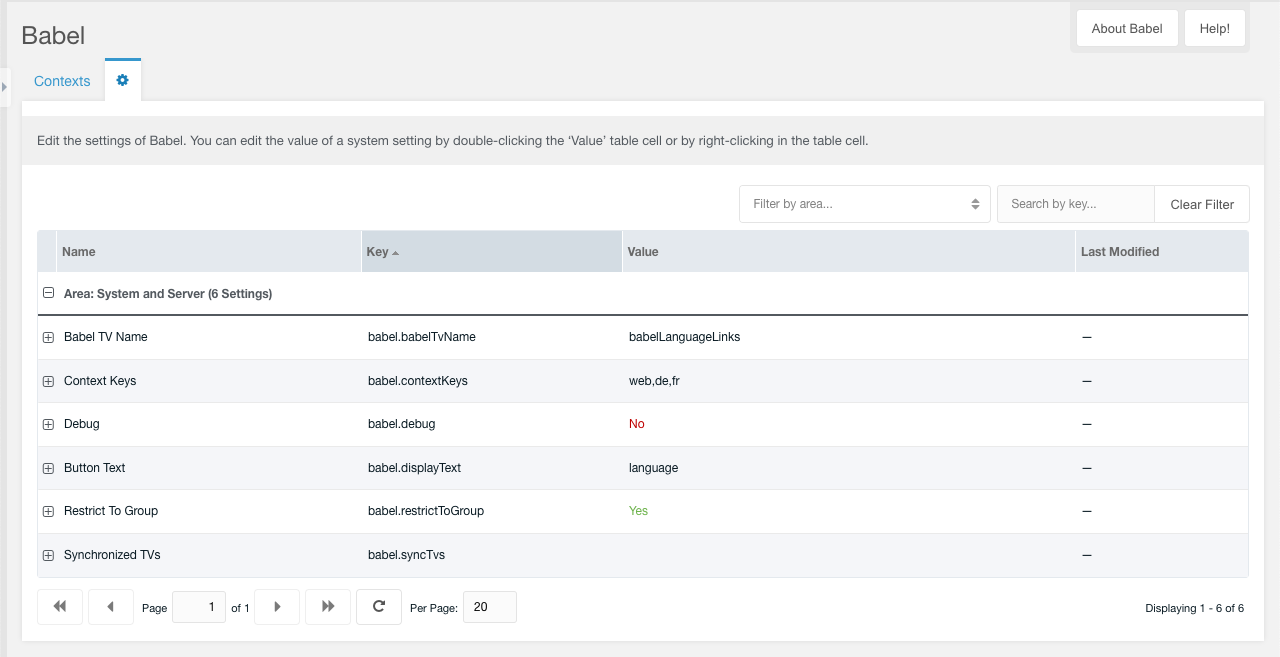 Babel
About Babel Help!
Contexts
Edit the settings of Babel. You can edit the value of a system setting by double-clicking the ‘Value’ table cell or by right-clicking in the table cell.
Filter by area... Search by key... Clear Filter
Name Key Value Last Modified
Area: System and Server (6 Settings)
Babel TV Name babel.babelTvName babelLanguageLinks —
Context Keys babel.contextKeys web,de,fr —
Debug babel.debug No —
Button Text babel.displayText language —
Restrict To Group babel.restrictToGroup Yes —
Synchronized TVs babel.syncTvs —
Page 1 of 1 Per Page: 20 Displaying 1 - 6 of 6